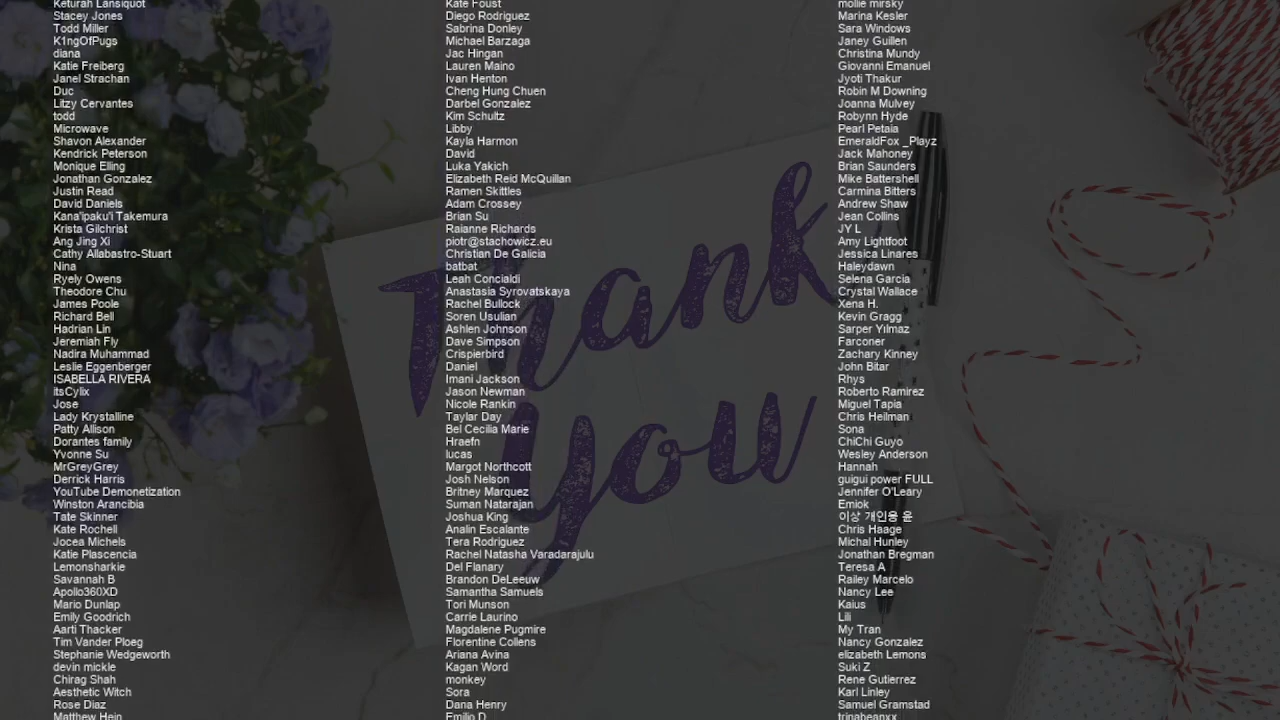 Keturah Lansiquot
Stacey Jones
Todd Miller
K1ngOfPugs
diana
Katie Freiberg
Janel Strachan
Duc
Litzy Cervantes
todd
Microwave
Shavon Alexander
Kendrick Peterson
Monique Elling
Jonathan Gonzalez
Justin Read
David Daniels
Kana'ipaku'i Takemura
Krista Gilchrist
Ang Jing Xi
Cathy Allabastro-Stuart
Nina
Ryely Owens
Theodore Chu
James Poole
Richard Bell
Hadrian Lin
Jeremiah Fly
Nadira Muhammad
Leslie Eggenberger
ISABELLA RIVERA
itsCylix
Jose
Lady Krystalline
Patty Allison
Dorantes family
Yvonne Su
MrGreyGrey
Derrick Harris
YouTube Demonetization
Winston Arancibia
Tate Skinner
Kate Rochell
Jocea Michels
Katie Plascencia
Lemonsharkie
Savannah B
Apollo360XD
Mario Dunlap
Emily Goodrich
Aarti Thacker
Tim Vander Ploeg
Stephanie Wedgeworth
devin mickle
Chirag Shah
Aesthetic Witch
Rose Diaz
Matthew Hein
Kate Foust
Diego Rodriguez
Sabrina Donley
Michael Barzaga
Jac Hingan
Lauren Maino
Ivan Henton
Cheng Hung Chuen
Darbel Gonzalez
Kim Schultz
Libby
Kayla Harmon
David
Luka Yakich
Elizabeth Reid McQuillan
Ramen Skittles
Adam Crossey
Brian Su
Raianne Richards
piotr@stachowicz.eu
Christian De Galicia
batbat
Leah Concialdi
Anastasia Syrovatskaya
Rachel Bullock
Soren Usulian
Ashlen Johnson
Dave Simpson
Crispierbird
Daniel
Imani Jackson
Jason Newman
Nicole Rankin
Taylar Day
Bel Cecilia Marie
Hraefn
lucas
Margot Northcott
Josh Nelson
Britney Marquez
Suman Natarajan
Joshua King
Analin Escalante
Tera Rodriguez
Rachel Natasha Varadarajulu
Del Flanary
Brandon DeLeeuw
Samantha Samuels
Tori Munson
Carrie Laurino
Magdalene Pugmire
Florentine Collens
Ariana Avina
Kagan Word
monkey
Sora
Dana Henry
Emilio D
mollie mirsky
Marina Kesler
Sara Windows
Janey Guillen
Christina Mundy
Giovanni Emanuel
Jyoti Thakur
Robin M Downing
Joanna Mulvey
Robynn Hyde
Pearl Petaia
EmeraldFox _Playz
Jack Mahoney
Brian Saunders
Mike Battershell
Carmina Bitters
Andrew Shaw
Jean Collins
JY L
Amy Lightfoot
Jessica Linares
Haleydawn
Selena Garcia
Crystal Wallace
Xena H.
Kevin Gragg
Sarper Yılmaz
Farconer
Zachary Kinney
John Bitar
Rhys
Roberto Ramirez
Miguel Tapia
Chris Heilman
Sona
ChiChi Guyo
Wesley Anderson
Hannah
guigui power FULL
Jennifer O'Leary
Emiok
이상 개인용 윤
Chris Haage
Michal Hunley
Jonathan Bregman
Teresa A
Railey Marcelo
Nancy Lee
Kaius
Lili
My Tran
Nancy Gonzalez
elizabeth Lemons
Suki Z
Rene Gutierrez
Karl Linley
Samuel Gramstad
trinabeanxx
Thank
You